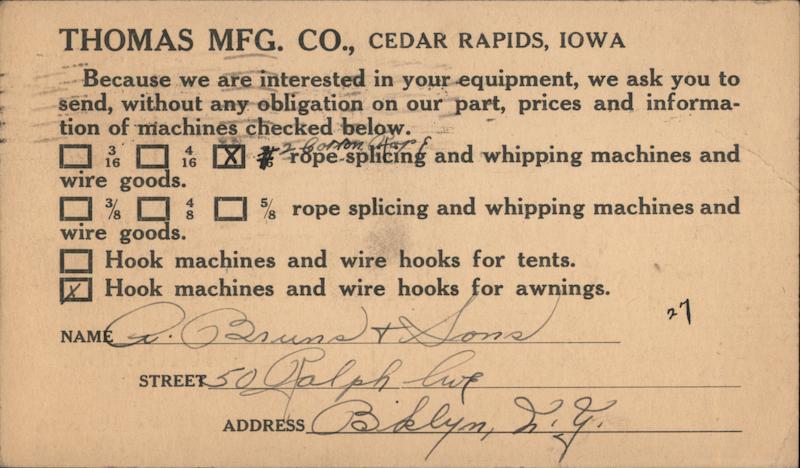 THOMAS MFG. CO., CEDAR RAPIDS, IOWA
Because we are interested in your equipment, we ask you to
send, without any obligation on our part, prices and informa-
tion of machines checked below.
#2 Cotton Rope
☐ 3/16 ☐ 4/16 ☒ rope splicing and whipping machines and
wire goods.
☐ 3/8 ☐ 4/8 ☐ 5/8 rope splicing and whipping machines and
wire goods.
☐ Hook machines and wire hooks for tents.
☒ Hook machines and wire hooks for awnings.
27
NAME A. Bruns & Sons
STREET 50 Ralph Ave
ADDRESS Bklyn, N.Y.